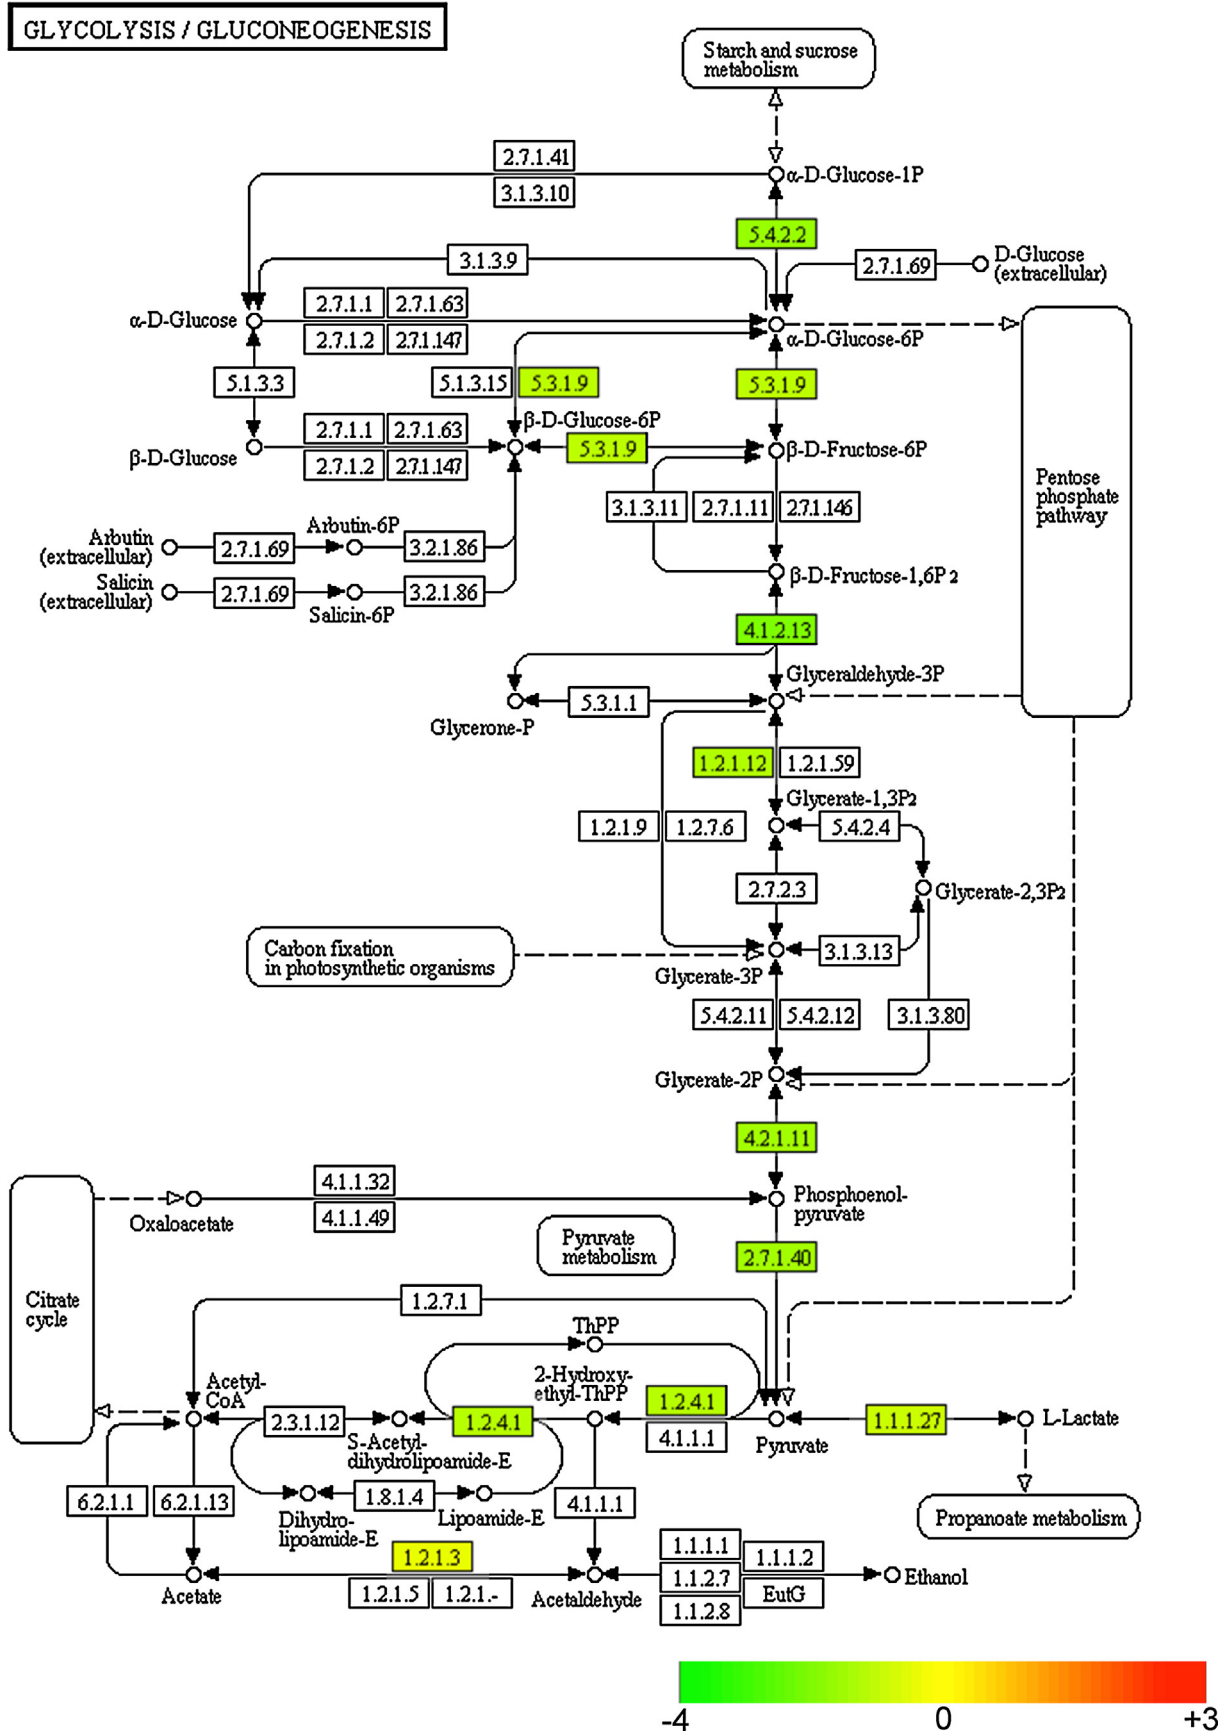 GLYCOLYSIS / GLUCONEOGENESIS
Starch and sucrose
metabolism
2.7.1.41
3.1.3.10
α-D-Glucose-1P
5.4.2.2
3.1.3.9
2.7.1.69
D-Glucose
(extracellular)
2.7.1.1
2.7.1.63
α-D-Glucose
2.7.1.2
2.7.1.147
α-D-Glucose-6P
5.1.3.3
5.1.3.15
5.3.1.9
5.3.1.9
β-D-Glucose-6P
2.7.1.1
2.7.1.63
5.3.1.9
β-D-Fructose-6P
β-D-Glucose
2.7.1.2
2.7.1.147
Pentose
phosphate
pathway
3.1.3.11
2.7.1.11
2.7.1.146
Arbutin-6P
Arbutin
(extracellular)
2.7.1.69
3.2.1.86
Salicin
(extracellular)
2.7.1.69
3.2.1.86
Salicin-6P
β-D-Fructose-1,6P2
4.1.2.13
Glyceraldehyde-3P
5.3.1.1
Glycerone-P
1.2.1.12
1.2.1.59
Glycerate-1,3P2
1.2.1.9
1.2.7.6
5.4.2.4
2.7.2.3
Glycerate-2,3P2
Carbon fixation
in photosynthetic organisms
3.1.3.13
Glycerate-3P
5.4.2.11
5.4.2.12
3.1.3.80
Glycerate-2P
4.2.1.11
4.1.1.32
Oxaloacetate
4.1.1.49
Phosphoenol-
pyruvate
Pyruvate
metabolism
2.7.1.40
Citrate
cycle
1.2.7.1
ThPP
Acetyl-
CoA
2-Hydroxy-
ethyl-ThPP
1.2.4.1
2.3.1.12
1.2.4.1
4.1.1.1
Pyruvate
1.1.1.27
L-Lactate
S-Acetyl-
dihydrolipoamide-E
6.2.1.1
6.2.1.13
1.8.1.4
4.1.1.1
Dihydro-
lipoamide-E
Lipoamide-E
Propanoate metabolism
1.2.1.3
Acetate
1.2.1.5
1.2.1.-
Acetaldehyde
1.1.1.1
1.1.1.2
1.1.2.7
EutG
1.1.2.8
Ethanol
-4
0
+3